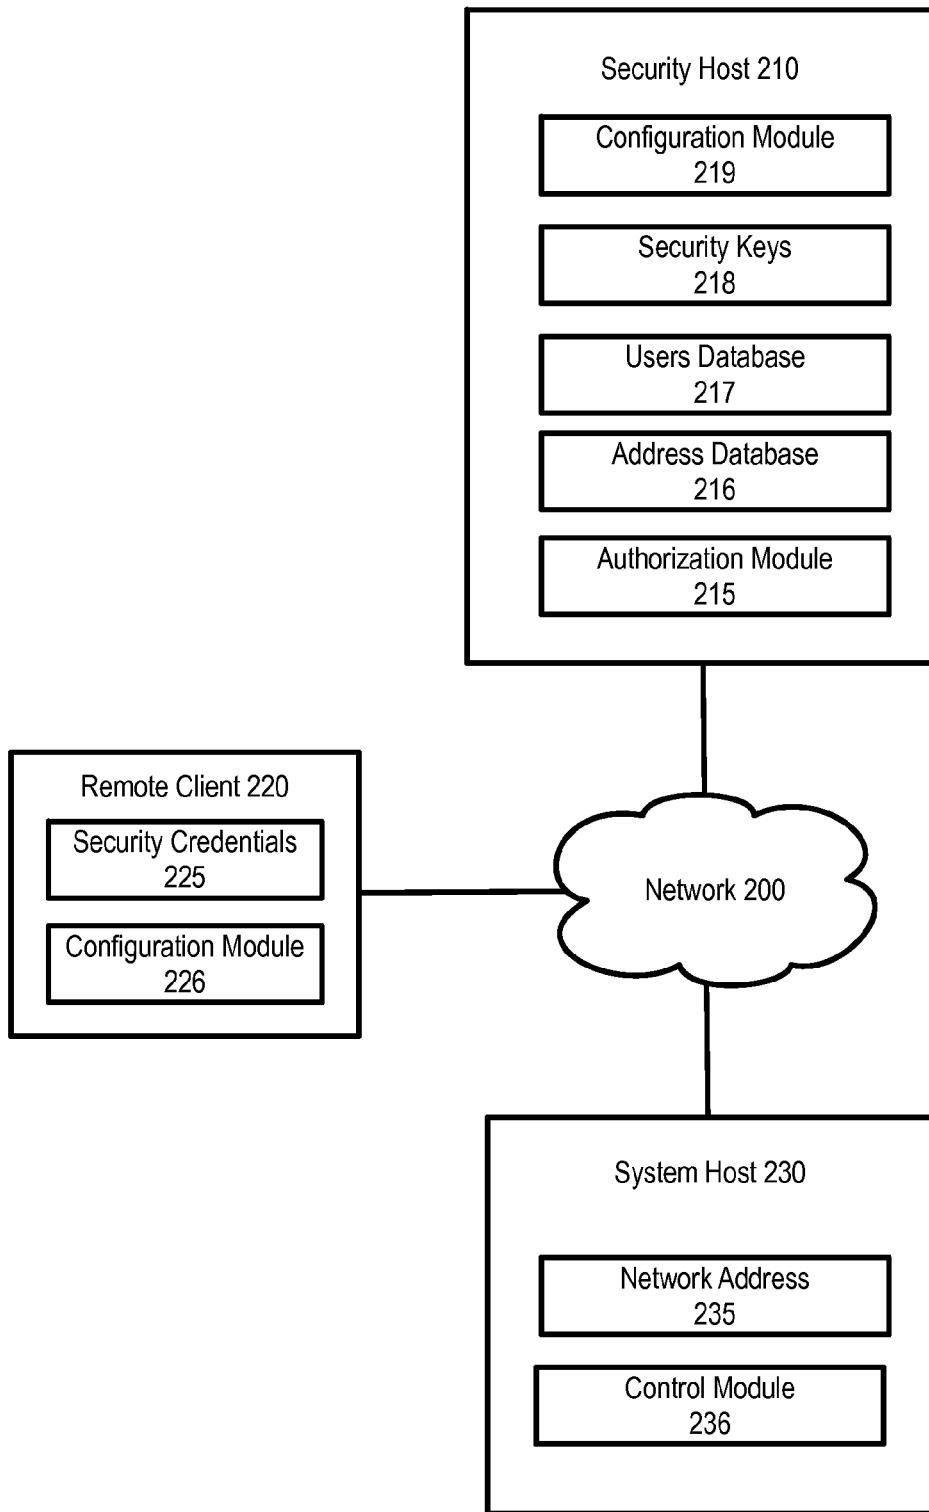 Security Host 210
Configuration Module
219
Security Keys
218
Users Database
217
Address Database
216
Authorization Module
215
Remote Client 220
Security Credentials
225
Configuration Module
226
Network 200
System Host 230
Network Address
235
Control Module
236